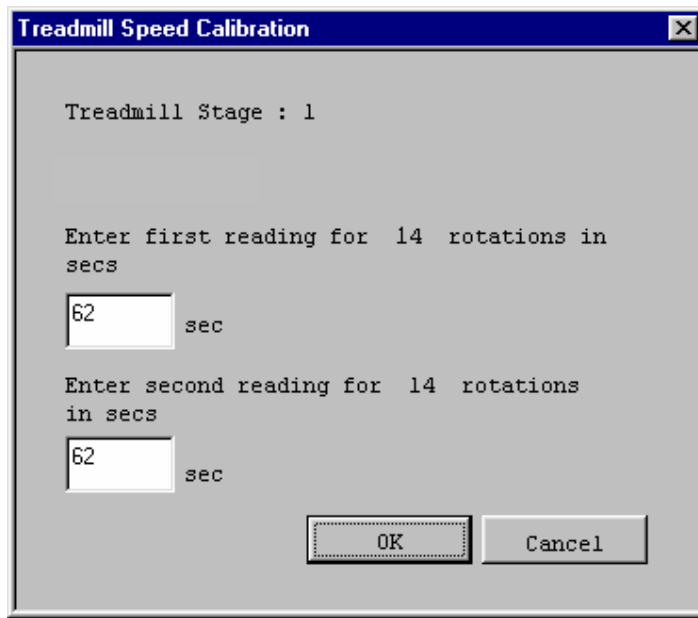 Treadmill Speed Calibration
Treadmill Stage : 1
Enter first reading for 14 rotations in
secs
62 sec
Enter second reading for 14 rotations
in secs
62 sec
OK Cancel